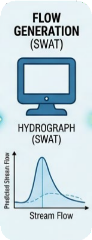 FLOW
GENERATION
(SWAT)
HYDROGRAPH
(SWAT)
Predicted Stream Flow
Stream Flow